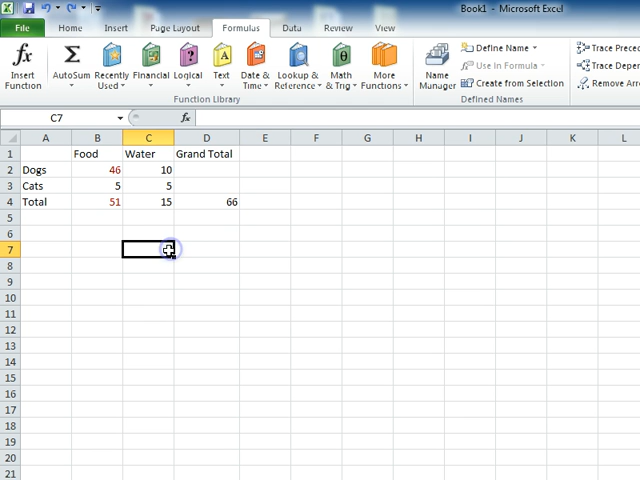 Book1 - Microsoft Excel
File Home Insert Page Layout Formulas Data Review View
fx Σ ? A θ
Insert Function AutoSum Recently Used Financial Logical Text Date & Time Lookup & Reference Math & Trig More Functions
Function Library
Name Manager
Define Name
Use in Formula
Create from Selection
Defined Names
Trace Prece
Trace Depe
Remove Arr
C7 fx
A B C D E F G H I J K L
1 Food Water Grand Total
2 Dogs 46 10
3 Cats 5 5
4 Total 51 15 66
5
6
7
8
9
10
11
12
13
14
15
16
17
18
19
20
21